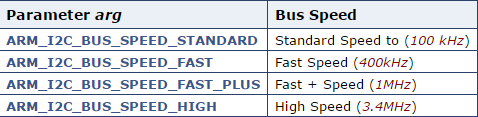 Parameter arg Bus Speed
ARM_I2C_BUS_SPEED_STANDARD Standard Speed to (100 kHz)
ARM_I2C_BUS_SPEED_FAST Fast Speed (400kHz)
ARM_I2C_BUS_SPEED_FAST_PLUS Fast + Speed (1MHz)
ARM_I2C_BUS_SPEED_HIGH High Speed (3.4MHz)